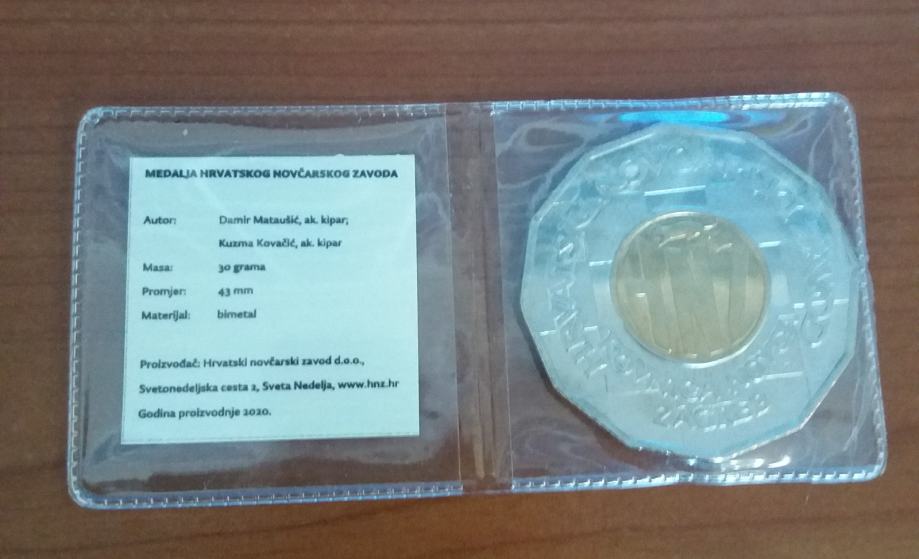 MEDALJA HRVATSKOG NOVČARSKOG ZAVODA
Autor: Damir Mataušić, ak. kipar;
Kuzma Kovačić, ak. kipar
Masa: 30 grama
Promjer: 43 mm
Materijal: bimetal
Proizvođač: Hrvatski novčarski zavod d.o.o.,
Svetonedeljska cesta 2, Sveta Nedelja, www.hnz.hr
Godina proizvodnje 2020.
ZAGREB